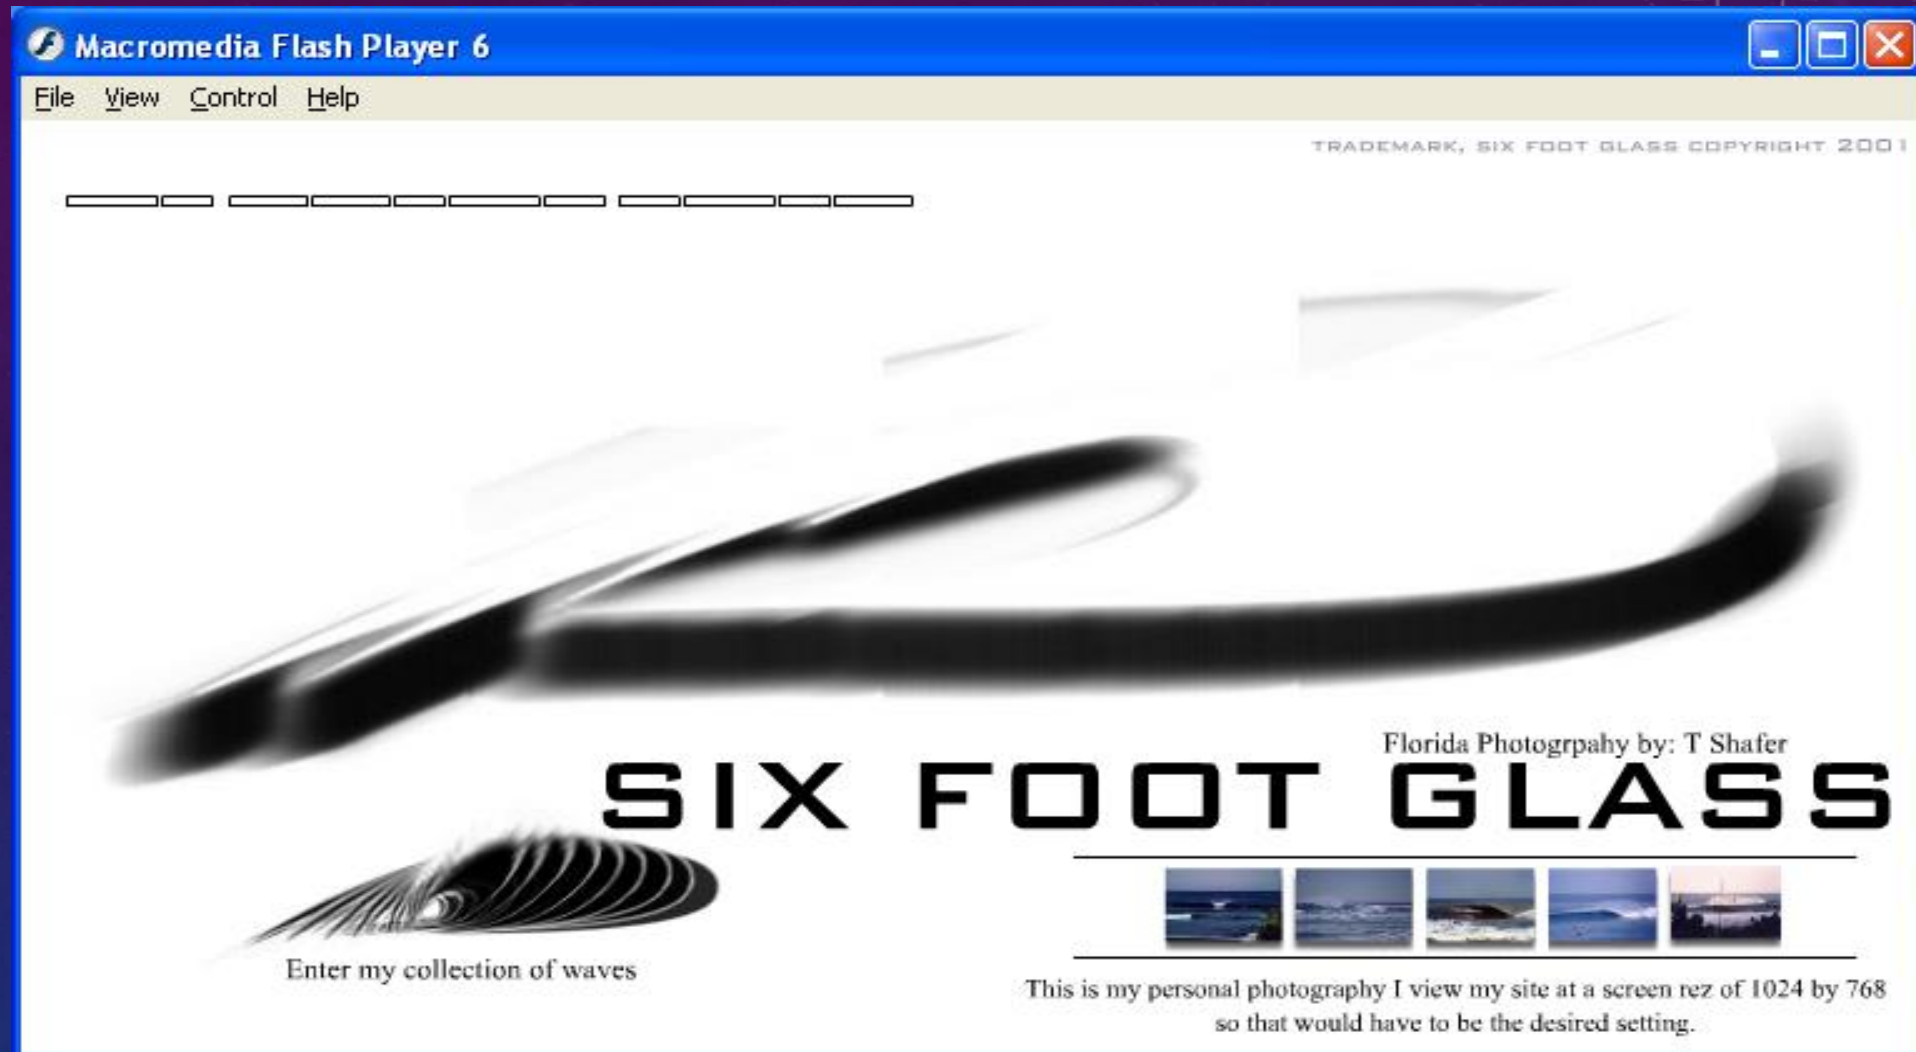 Macromedia Flash Player 6
File View Control Help
TRADEMARK, SIX FOOT GLASS COPYRIGHT 2001
Florida Photogrpahy by: T Shafer
SIX FOOT GLASS
Enter my collection of waves
This is my personal photography I view my site at a screen rez of 1024 by 768
so that would have to be the desired setting.